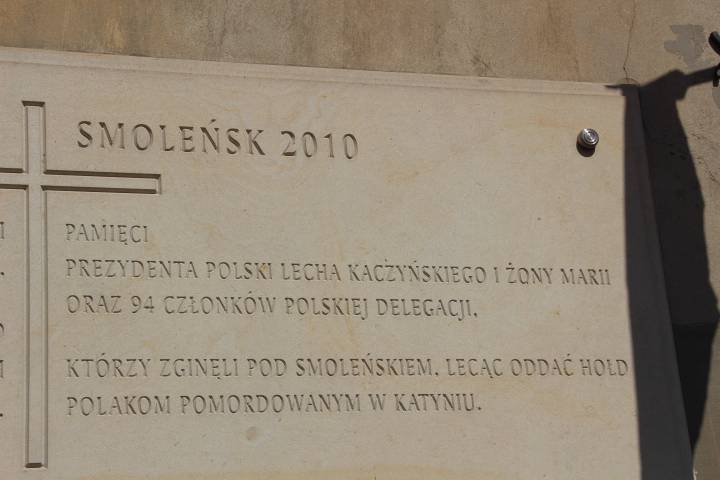 SMOLEŃSK 2010
PAMIĘCI
PREZYDENTA POLSKI LECHA KACZYŃSKIEGO I ŻONY MARII
ORAZ 94 CZŁONKÓW POLSKIEJ DELEGACJI,
KTÓRZY ZGINĘLI POD SMOLEŃSKIEM, LECĄC ODDAĆ HOŁD
POLAKOM POMORDOWANYM W KATYNIU.